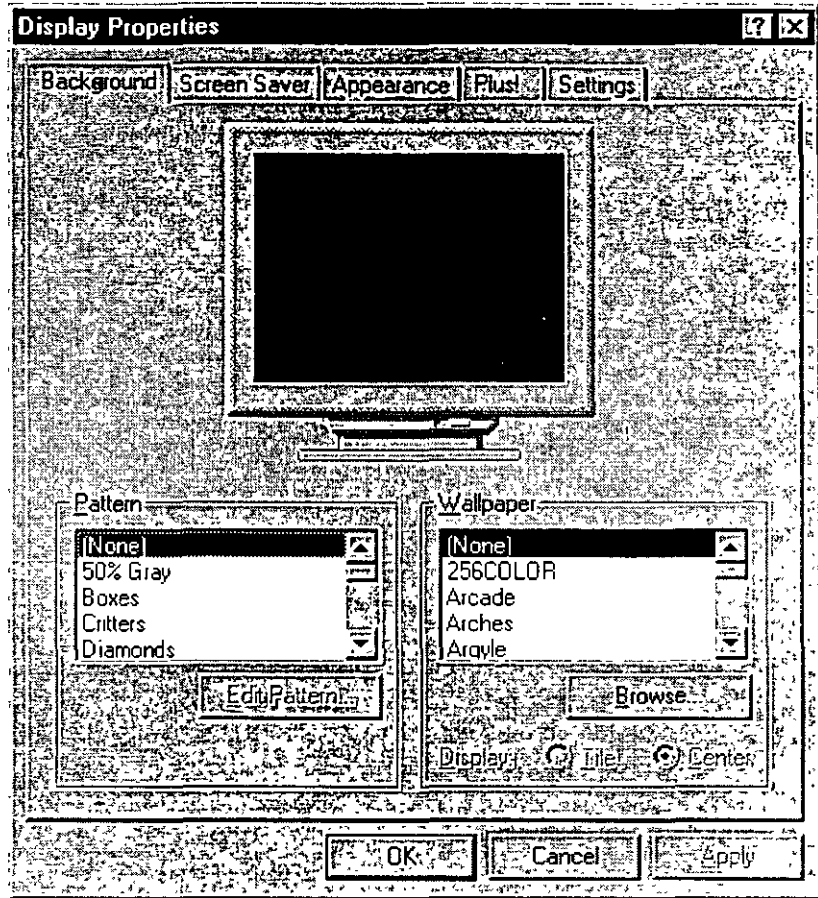 Display Properties
Background Screen Saver Appearance Plus! Settings
Pattern
(None)
50% Gray
Boxes
Critters
Diamonds
Edit Pattern...
Wallpaper
(None)
256COLOR
Arcade
Arches
Argyle
Browse...
Display: Tile Center
OK Cancel Apply